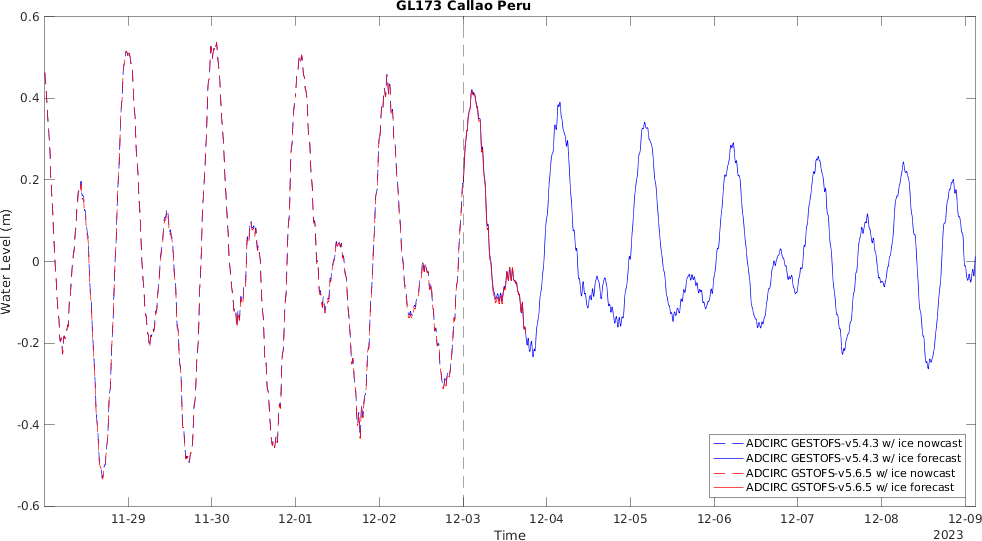 GL173 Callao Peru
0.6
0.4
0.2
0
-0.2
-0.4
-0.6
Water Level (m)
11-29
11-30
12-01
12-02
12-03
12-04
12-05
12-06
12-07
12-08
12-09
2023
Time
ADCIRC GESTOFS-v5.4.3 w/ ice nowcast
ADCIRC GESTOFS-v5.4.3 w/ ice forecast
ADCIRC GSTOFS-v5.6.5 w/ ice nowcast
ADCIRC GSTOFS-v5.6.5 w/ ice forecast